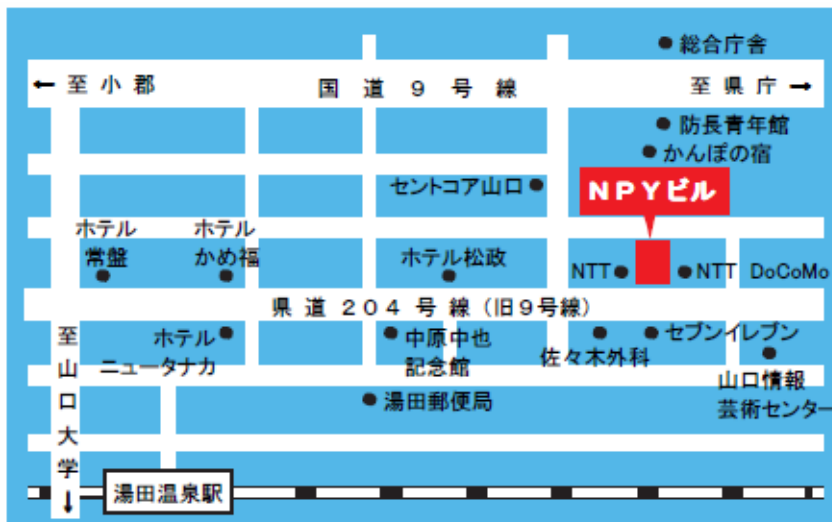 総合庁舎
← 至小郡
国道９号線
至県庁 →
防長青年館
かんぽの宿
セントコア山口
ＮＰＹビル
ホテル
常盤
ホテル
かめ福
ホテル松政
NTT
NTT DoCoMo
県道２０４号線（旧９号線）
至山口大学↓
ホテル
ニュータナカ
中原中也
記念館
佐々木外科
セブンイレブン
山口情報
芸術センター
湯田郵便局
湯田温泉駅